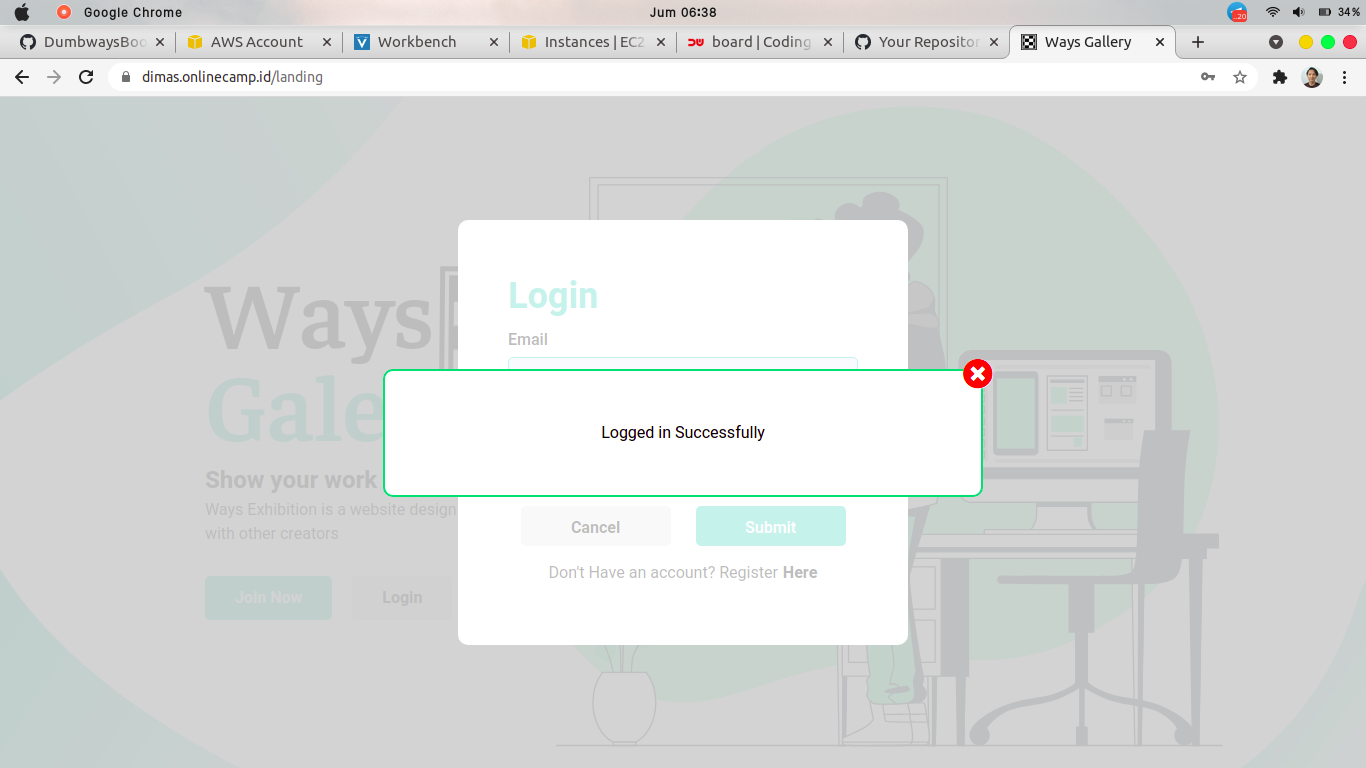 Google Chrome
Jum 06:38
20
34%
DumbwaysBoo
AWS Account
Workbench
Instances | EC2
board | Coding
Your Repositor
Ways Gallery
dimas.onlinecamp.id/landing
Login
Email
Ways
Gale
Logged in Successfully
Show your work
Ways Exhibition is a website design
with other creators
Cancel
Submit
Don't Have an account? Register Here
Join Now
Login